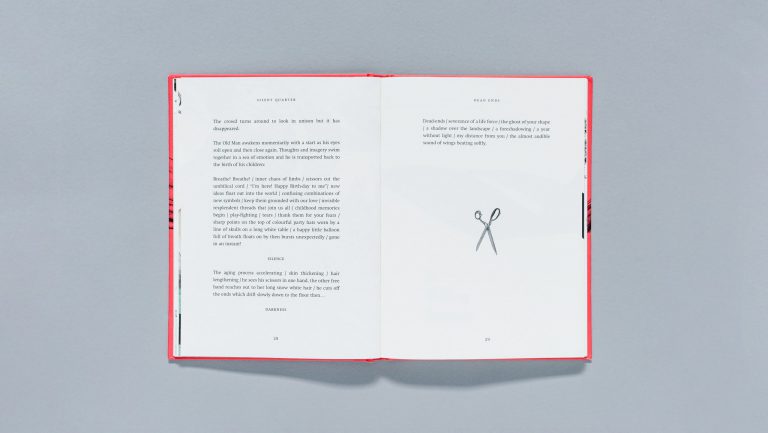 SILENT QUARTER
The crowd turns around to look in unison but it has
disappeared.
The Old Man awakens momentarily with a start as his eyes
roll open and then close again. Thoughts and imagery swim
together in a sea of emotion and he is transported back to
the birth of his children:
Breathe! Breathe! / inner chaos of limbs / scissors cut the
umbilical cord / “I'm here! Happy Birthday to me”/ new
ideas float out into the world / confusing combinations of
new symbols / keep them grounded with our love / invisible
resplendent threads that join us all / childhood memories
begin / play-fighting / tears / thank them for your fears /
sharp points on the top of colourful party hats worn by a
line of skulls on a long white table / a happy little balloon
full of breath floats on by then bursts unexpectedly / gone
in an instant!
SILENCE
The aging process accelerating / skin thickening / hair
lengthening / he sees his scissors in one hand, the other free
hand reaches out to her long snow white hair / he cuts off
the ends which drift slowly down to the floor then…
DARKNESS
28
DEAD ENDS
Dead-ends / severance of a life force / the ghost of your shape
/ a shadow over the landscape / a foreshadowing / a year
without light / my distance from you / the almost audible
sound of wings beating softly.
29